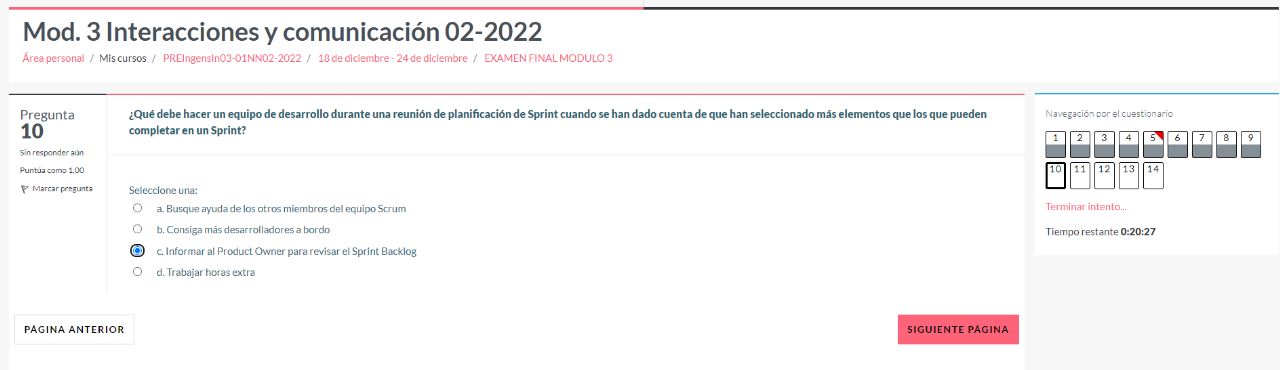 Mod. 3 Interacciones y comunicación 02-2022
Área personal / Mis cursos / PREIngensin03-01NN02-2022 / 18 de diciembre - 24 de diciembre / EXAMEN FINAL MODULO 3
Pregunta
10
Sin responder aún
Puntúa como 1,00
Marcar pregunta
¿Qué debe hacer un equipo de desarrollo durante una reunión de planificación de Sprint cuando se han dado cuenta de que han seleccionado más elementos que los que pueden
completar en un Sprint?
Seleccione una:
a. Busque ayuda de los otros miembros del equipo Scrum
b. Consiga más desarrolladores a bordo
c. Informar al Product Owner para revisar el Sprint Backlog
d. Trabajar horas extra
PÁGINA ANTERIOR
SIGUIENTE PÁGINA
Navegación por el cuestionario
1 2 3 4 5 6 7 8 9
10 11 12 13 14
Terminar intento...
Tiempo restante 0:20:27